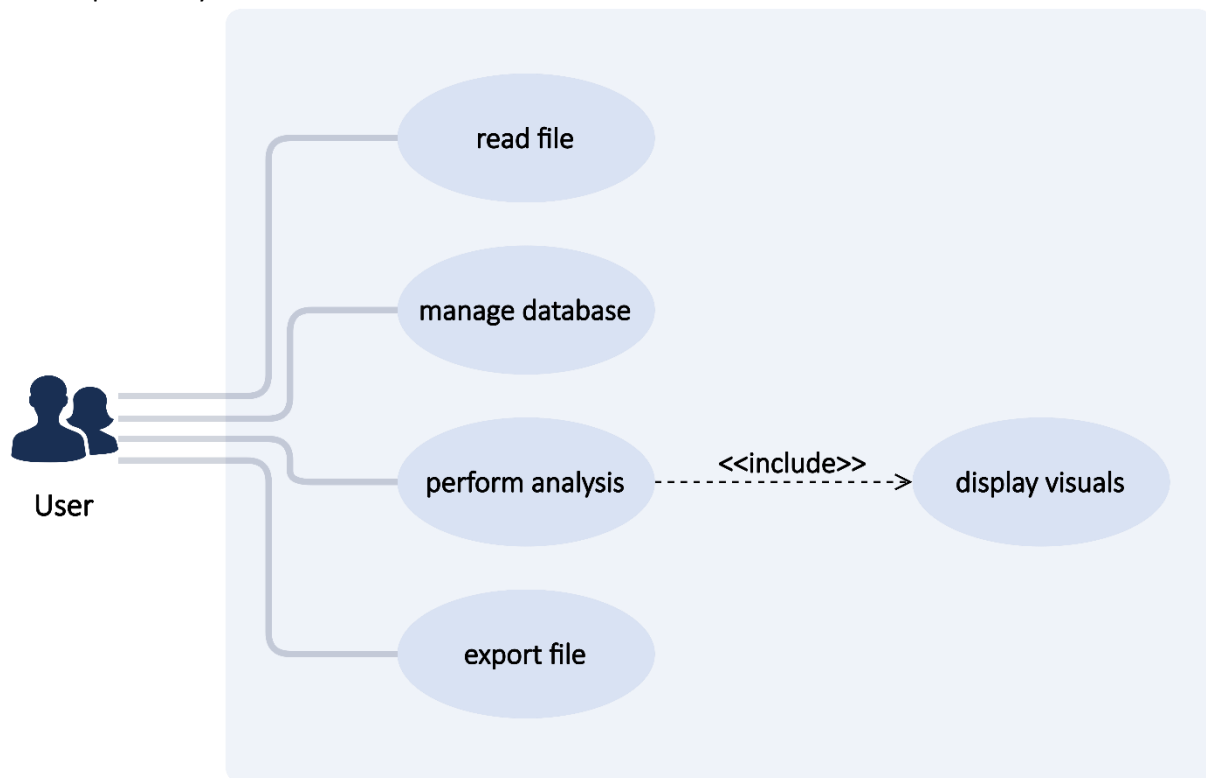 read file
manage database
perform analysis
<<include>>
display visuals
User
export file